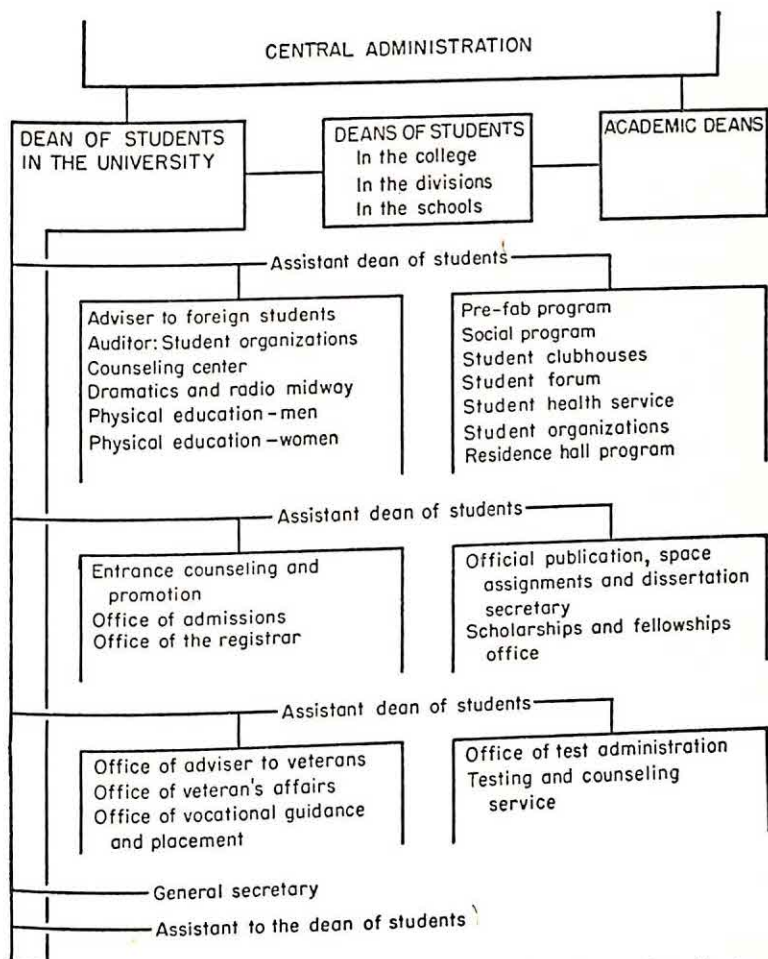 CENTRAL ADMINISTRATION
DEAN OF STUDENTS
IN THE UNIVERSITY
DEANS OF STUDENTS
In the college
In the divisions
In the schools
ACADEMIC DEANS
Assistant dean of students
Adviser to foreign students
Auditor: Student organizations
Counseling center
Dramatics and radio midway
Physical education - men
Physical education - women
Pre-fab program
Social program
Student clubhouses
Student forum
Student health service
Student organizations
Residence hall program
Assistant dean of students
Entrance counseling and
promotion
Office of admissions
Office of the registrar
Official publication, space
assignments and dissertation
secretary
Scholarships and fellowships
office
Assistant dean of students
Office of adviser to veterans
Office of veteran's affairs
Office of vocational guidance
and placement
Office of test administration
Testing and counseling
service
General secretary
Assistant to the dean of students